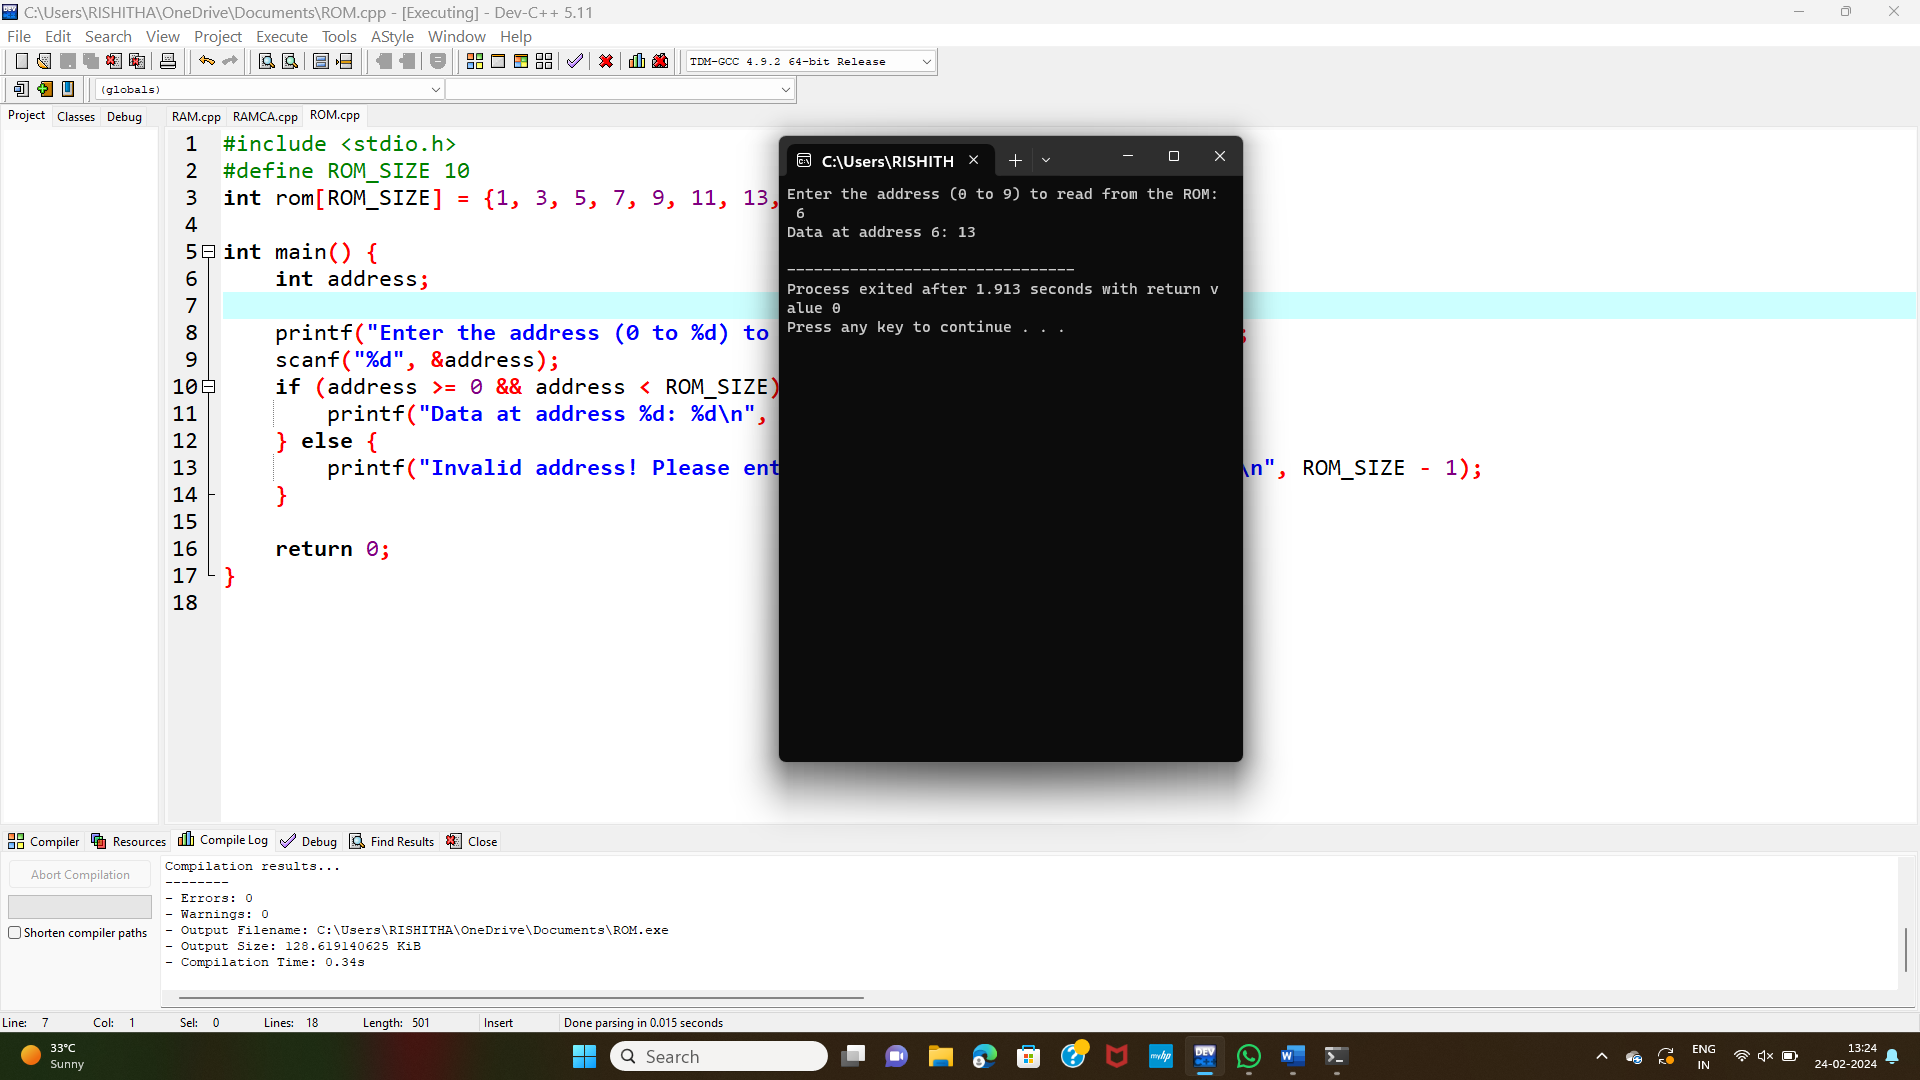 C:\Users\RISHITHA\OneDrive\Documents\ROM.cpp - [Executing] - Dev-C++ 5.11
File Edit Search View Project Execute Tools AStyle Window Help
TDM-GCC 4.9.2 64-bit Release
(globals)
Project Classes Debug RAM.cpp RAMCA.cpp ROM.cpp
1 #include <stdio.h>
2 #define ROM_SIZE 10
3 int rom[ROM_SIZE] = {1, 3, 5, 7, 9, 11, 13,
4
5 int main() {
6 int address;
7
8 printf("Enter the address (0 to %d) to ;
9 scanf("%d", &address);
10 if (address >= 0 && address < ROM_SIZE)
11 printf("Data at address %d: %d\n",
12 } else {
13 printf("Invalid address! Please ent \n", ROM_SIZE - 1);
14 }
15
16 return 0;
17 }
18
C:\Users\RISHITH
Enter the address (0 to 9) to read from the ROM:
6
Data at address 6: 13
--------------------------------
Process exited after 1.913 seconds with return v
alue 0
Press any key to continue . . .
Compiler Resources Compile Log Debug Find Results Close
Abort Compilation
Shorten compiler paths
Compilation results...
--------
- Errors: 0
- Warnings: 0
- Output Filename: C:\Users\RISHITHA\OneDrive\Documents\ROM.exe
- Output Size: 128.619140625 KiB
- Compilation Time: 0.34s
Line: 7 Col: 1 Sel: 0 Lines: 18 Length: 501 Insert Done parsing in 0.015 seconds
33°C
Sunny
Search
myhp
DEV
C++
W
ENG
IN
13:24
24-02-2024